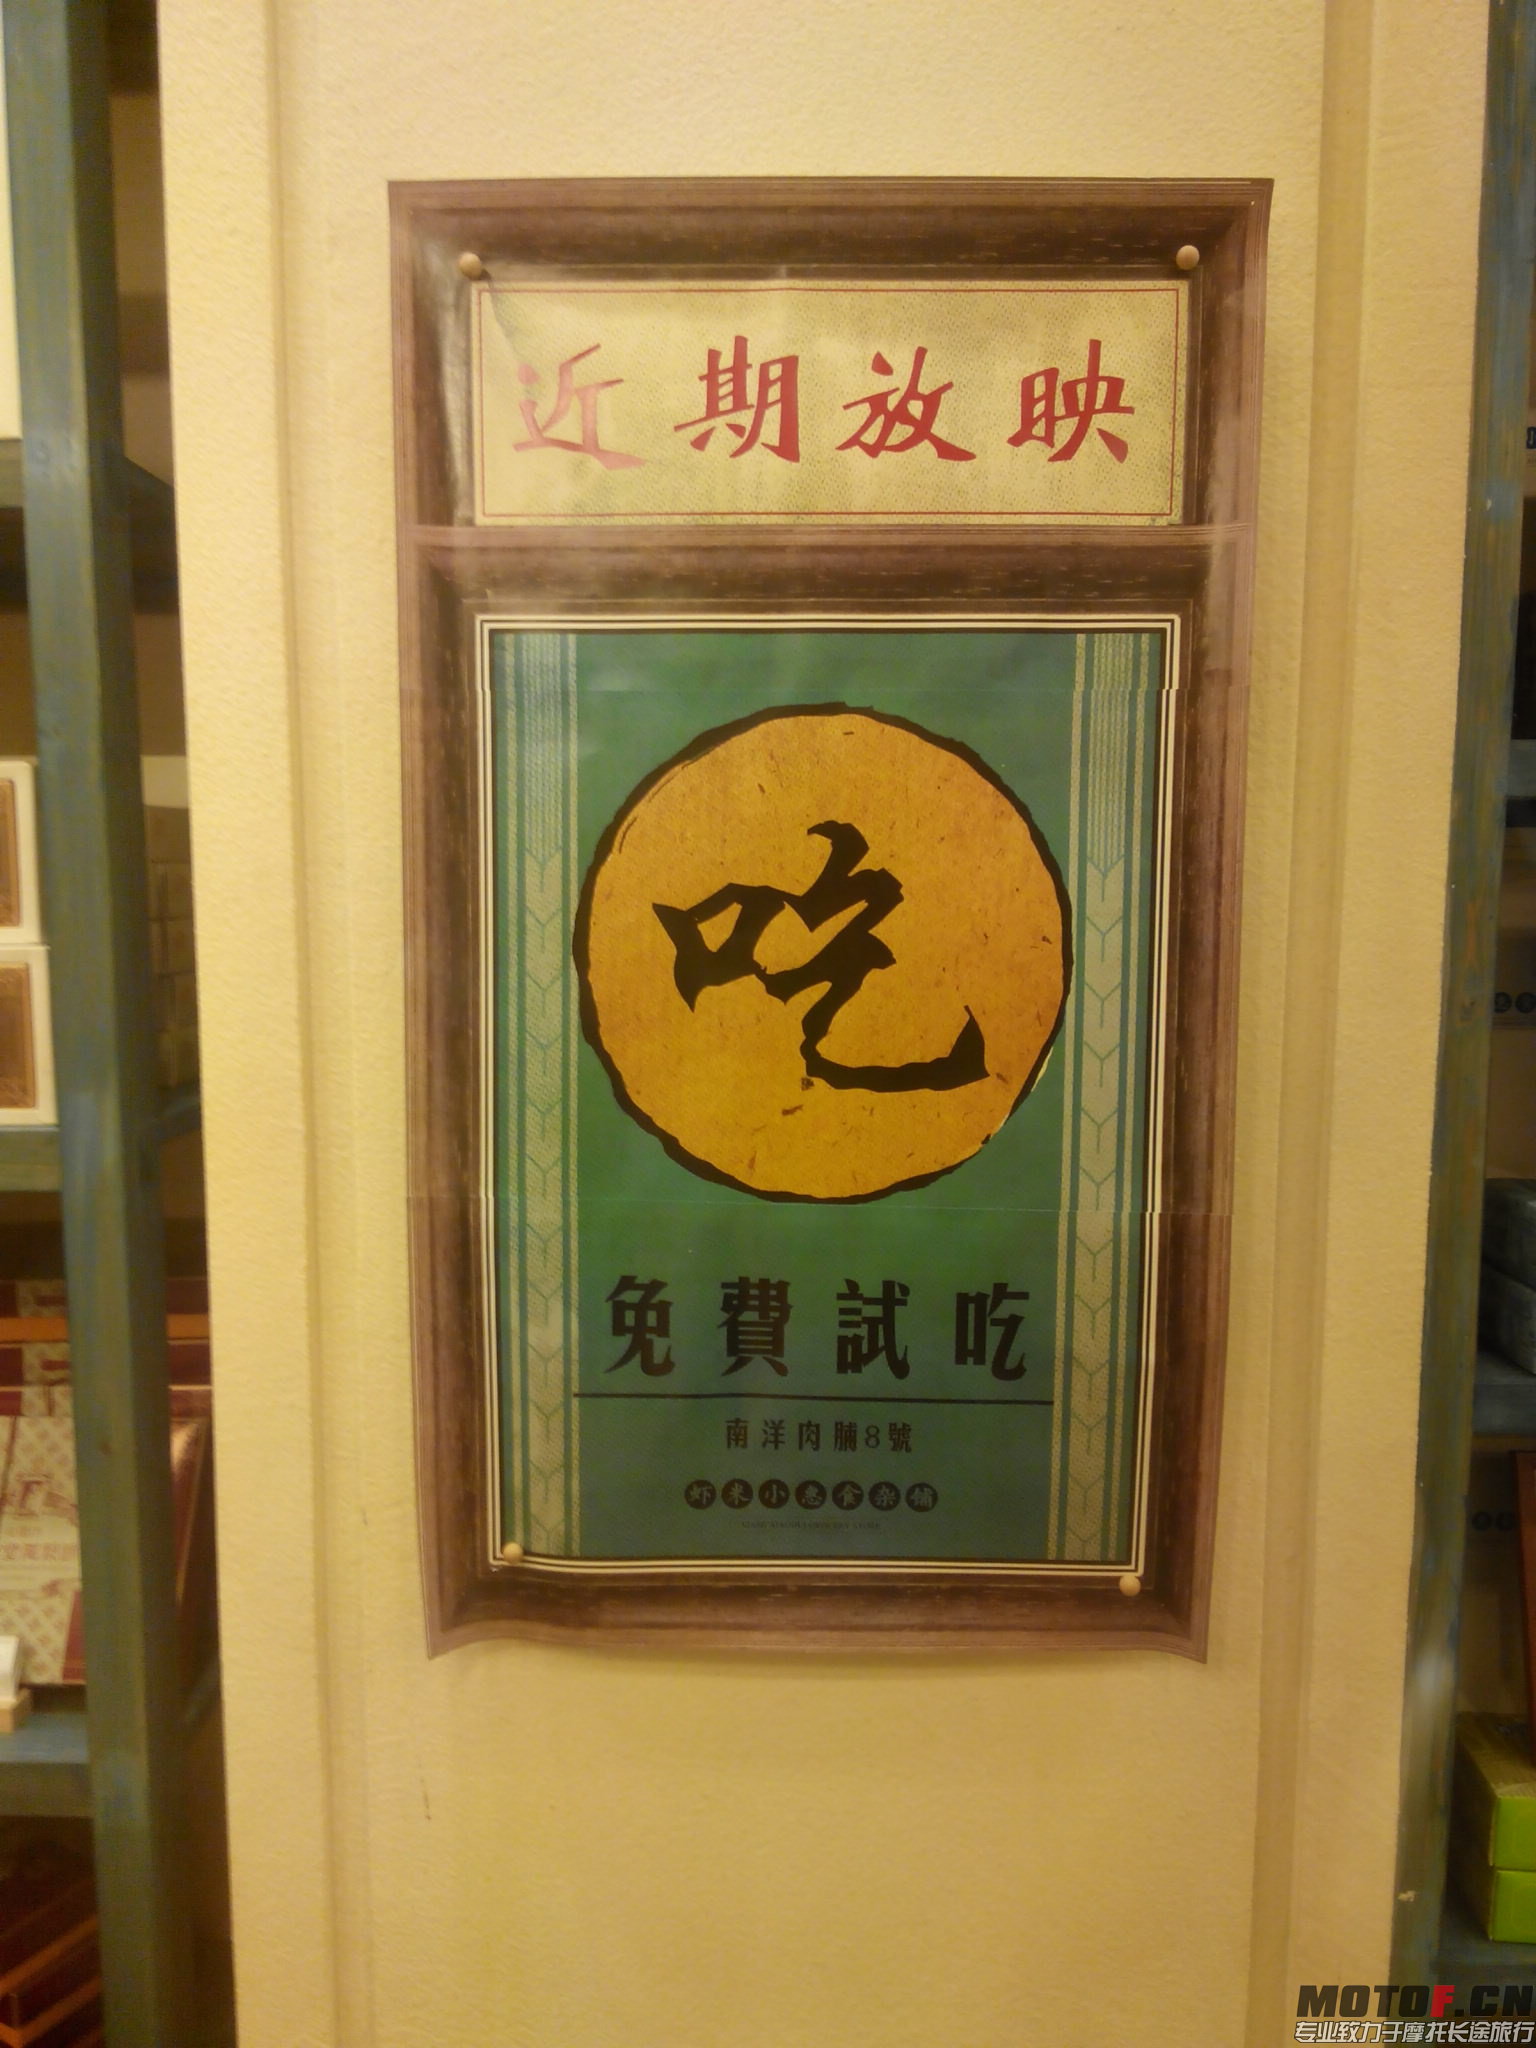 近期放映
吃
免費試吃
南洋肉脯8號
虾米小惠食杂铺
MOTOF.CN
专业致力于摩托长途旅行